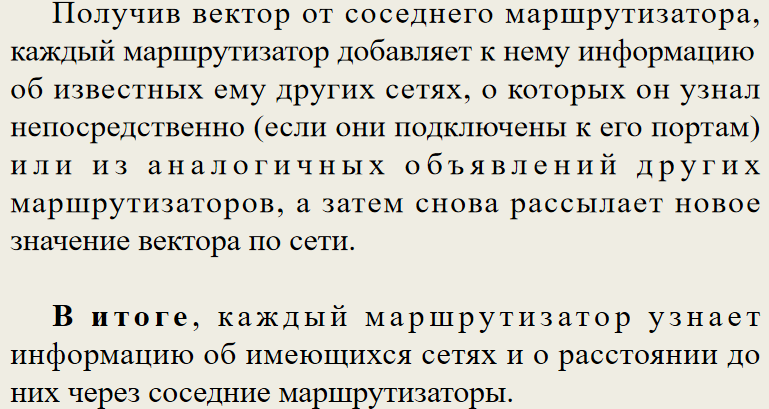 Получив вектор от соседнего маршрутизатора,
каждый маршрутизатор добавляет к нему информацию
об известных ему других сетях, о которых он узнал
непосредственно (если они подключены к его портам)
или из аналогичных объявлений других
маршрутизаторов, а затем снова рассылает новое
значение вектора по сети.
В итоге, каждый маршрутизатор узнает
информацию об имеющихся сетях и о расстоянии до
них через соседние маршрутизаторы.